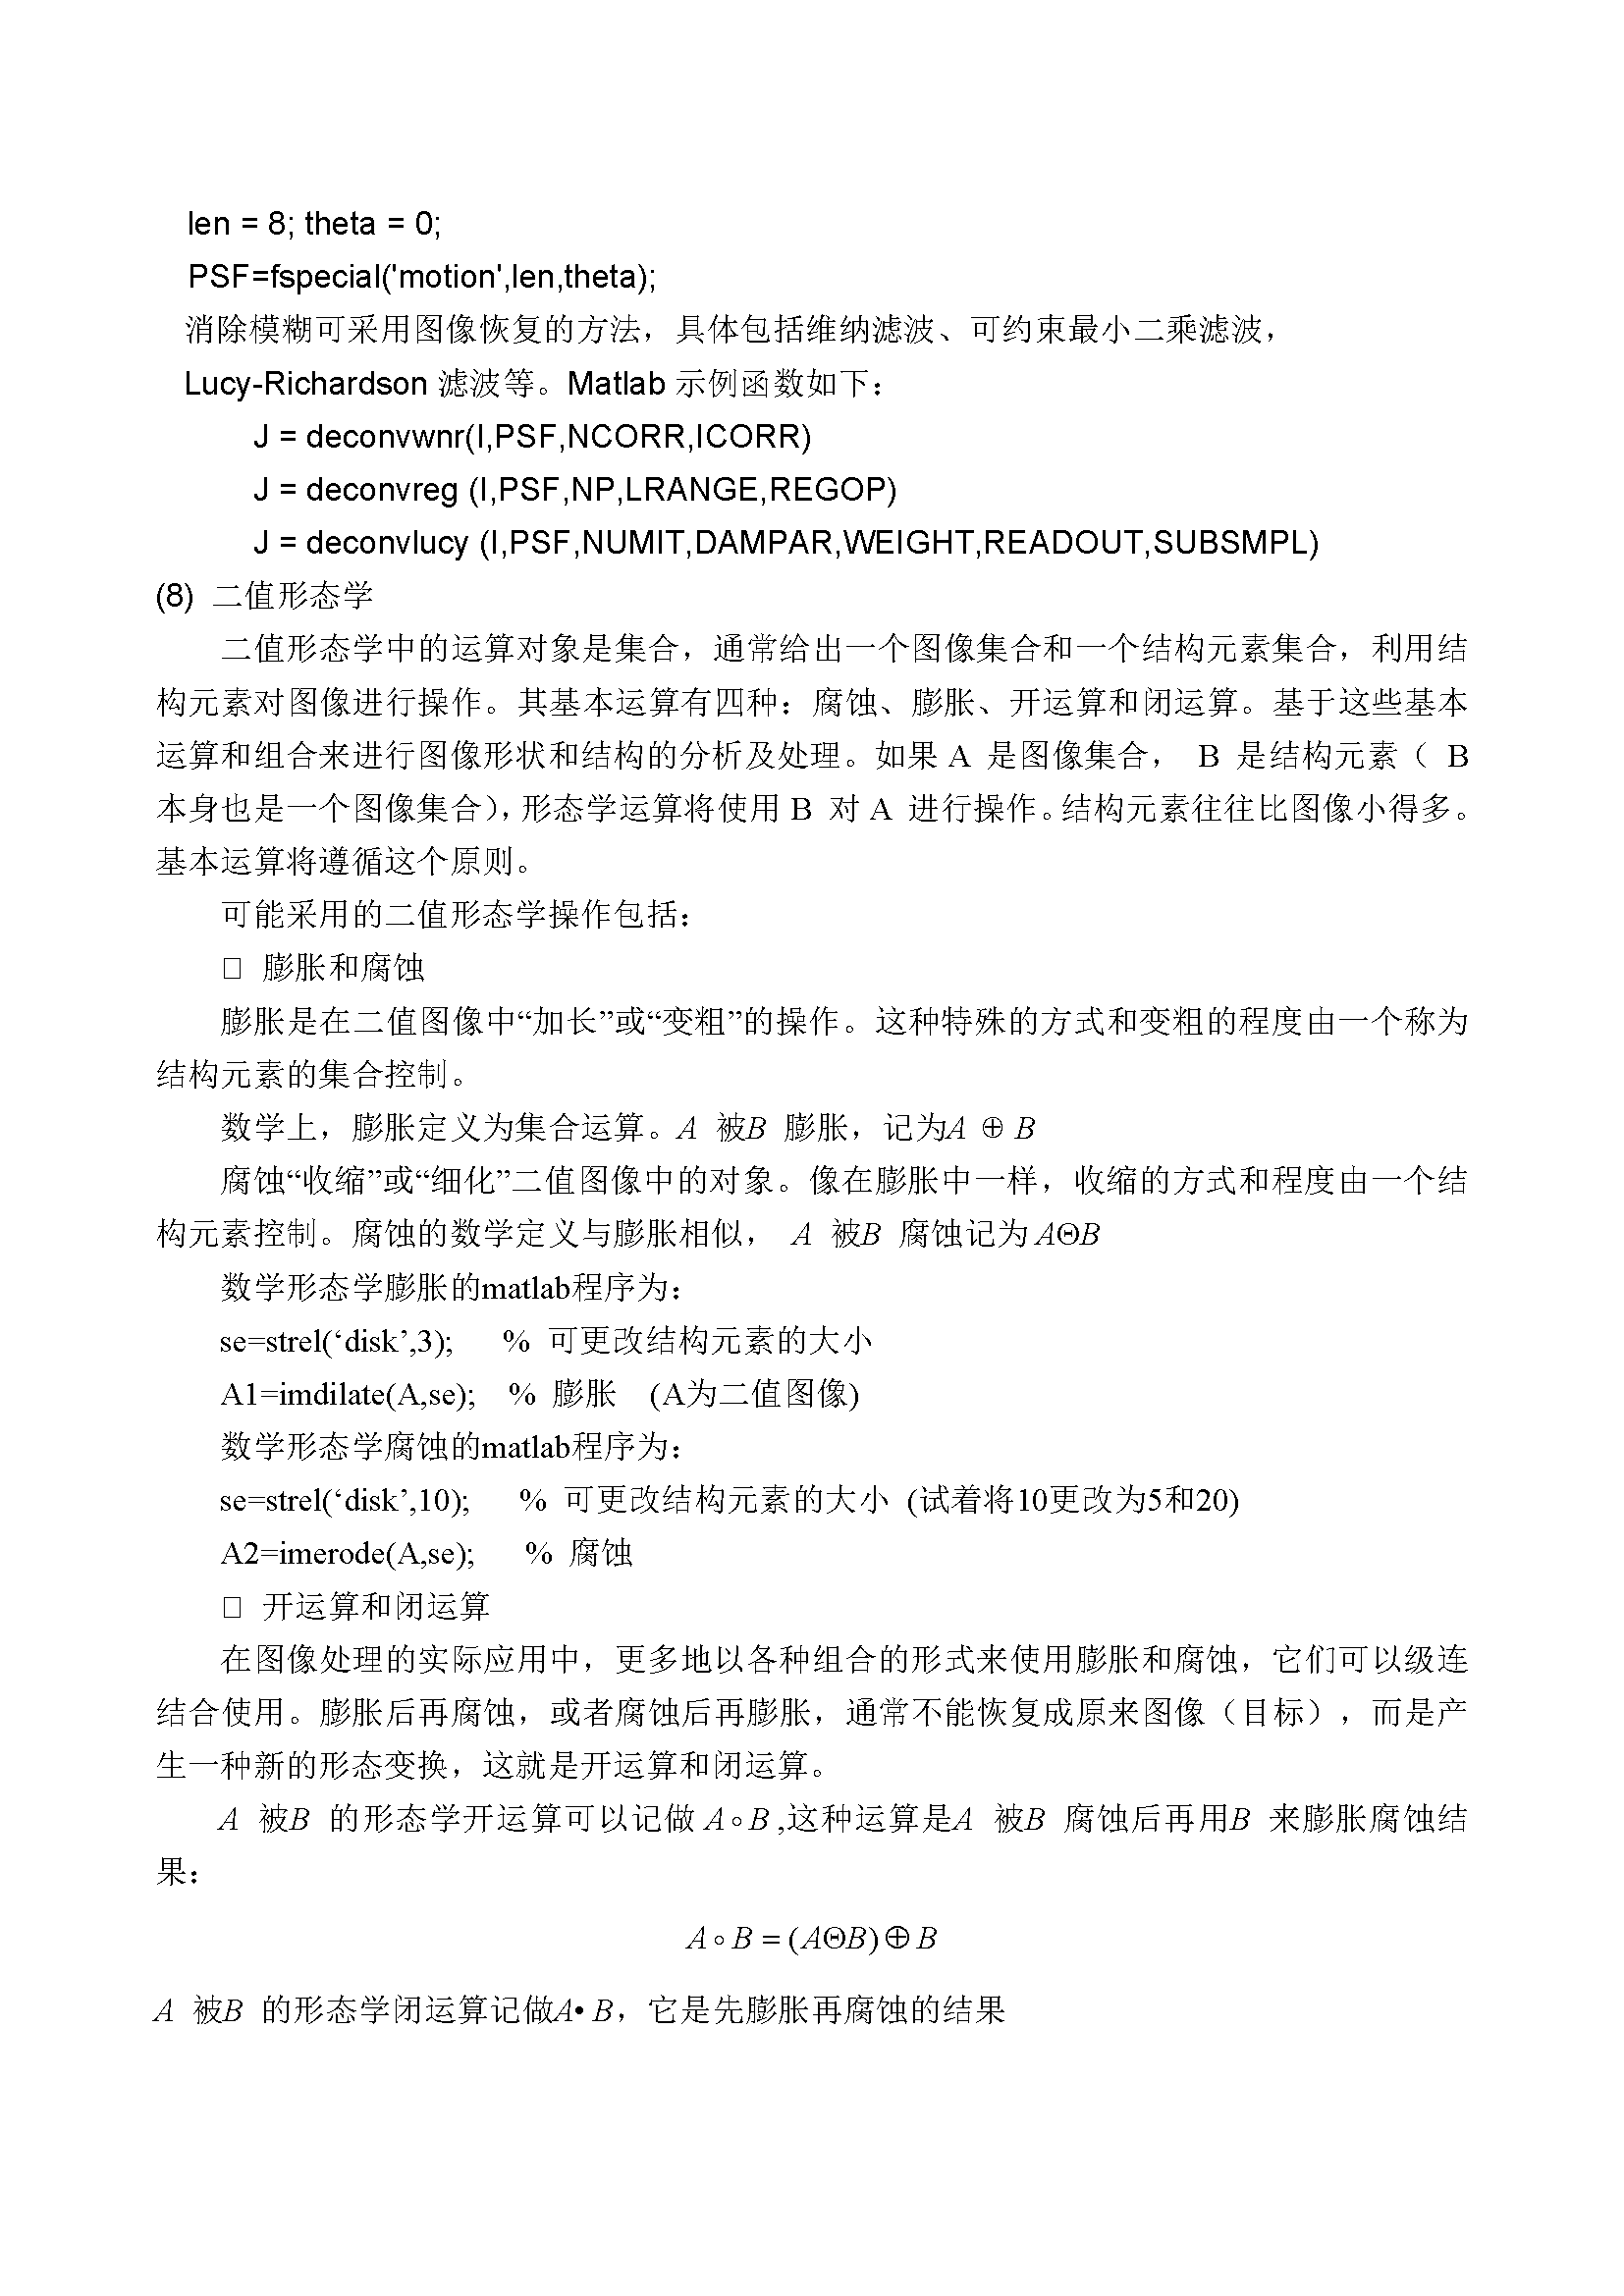 len = 8; theta = 0;
PSF=fspecial('motion',len,theta);
消除模糊可采用图像恢复的方法，具体包括维纳滤波、可约束最小二乘滤波，
Lucy-Richardson 滤波等。Matlab 示例函数如下：
J = deconvwnr(I,PSF,NCORR,ICORR)
J = deconvreg (I,PSF,NP,LRANGE,REGOP)
J = deconvlucy (I,PSF,NUMIT,DAMPAR,WEIGHT,READOUT,SUBSMPL)
(8) 二值形态学
二值形态学中的运算对象是集合，通常给出一个图像集合和一个结构元素集合，利用结
构元素对图像进行操作。其基本运算有四种：腐蚀、膨胀、开运算和闭运算。基于这些基本
运算和组合来进行图像形状和结构的分析及处理。如果 A 是图像集合， B 是结构元素（ B
本身也是一个图像集合），形态学运算将使用 B 对 A 进行操作。结构元素往往比图像小得多。
基本运算将遵循这个原则。
可能采用的二值形态学操作包括：
□ 膨胀和腐蚀
膨胀是在二值图像中“加长”或“变粗”的操作。这种特殊的方式和变粗的程度由一个称为
结构元素的集合控制。
数学上，膨胀定义为集合运算。A 被B 膨胀，记为A ⊕ B
腐蚀“收缩”或“细化”二值图像中的对象。像在膨胀中一样，收缩的方式和程度由一个结
构元素控制。腐蚀的数学定义与膨胀相似， A 被B 腐蚀记为 AΘB
数学形态学膨胀的matlab程序为：
se=strel(‘disk’,3); % 可更改结构元素的大小
A1=imdilate(A,se); % 膨胀 (A为二值图像)
数学形态学腐蚀的matlab程序为：
se=strel(‘disk’,10); % 可更改结构元素的大小 (试着将10更改为5和20)
A2=imerode(A,se); % 腐蚀
□ 开运算和闭运算
在图像处理的实际应用中，更多地以各种组合的形式来使用膨胀和腐蚀，它们可以级连
结合使用。膨胀后再腐蚀，或者腐蚀后再膨胀，通常不能恢复成原来图像（目标），而是产
生一种新的形态变换，这就是开运算和闭运算。
A 被B 的形态学开运算可以记做 A∘B ,这种运算是A 被B 腐蚀后再用B 来膨胀腐蚀结
果：
A ∘ B = (AΘB) ⊕ B
A 被B 的形态学闭运算记做A• B，它是先膨胀再腐蚀的结果